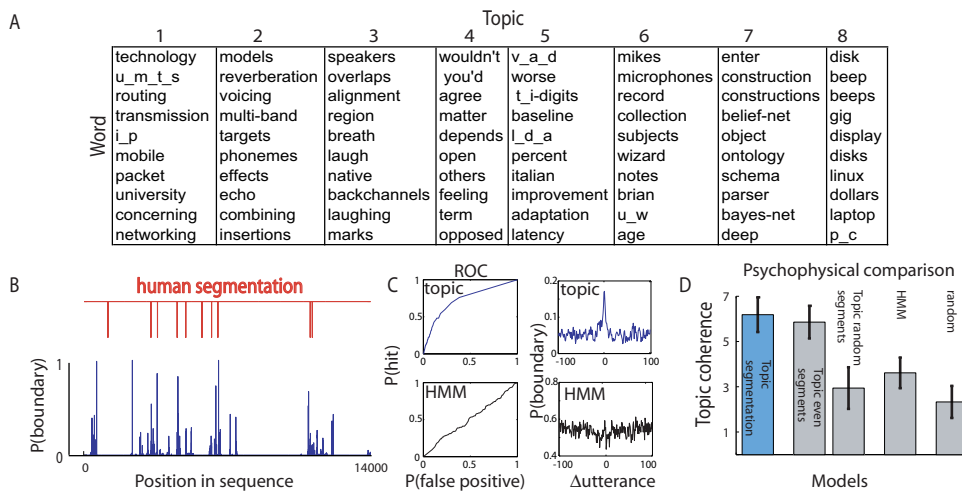 A
Topic
1 2 3 4 5 6 7 8
Word
technology models speakers wouldn't v_a_d mikes enter disk
u_m_t_s reverberation overlaps you'd worse microphones construction beep
routing voicing alignment agree t_i-digits record constructions beeps
transmission multi-band region matter baseline collection belief-net gig
i_p targets breath depends l_d_a subjects object display
mobile phonemes laugh open percent wizard ontology disks
packet effects native others italian notes schema linux
university echo backchannels feeling improvement brian parser dollars
concerning combining laughing term adaptation u_w bayes-net laptop
networking insertions marks opposed latency age deep p_c
B
human segmentation
P(boundary)
1
0
0 14000
Position in sequence
C
ROC
topic
P(hit)
1
0
0 1
HMM
1
0
0 1
P(false positive)
topic
P(boundary)
0.2
0.1
0
-100 0 100
HMM
0.8
0.6
0.4
-100 0 100
Δutterance
D
Psychophysical comparison
Topic coherence
7
5
3
1
Topic
segmentation
Topic even
segments
Topic random
segments
HMM
random
Models